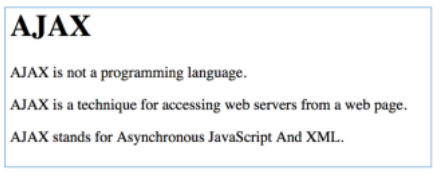 AJAX
AJAX is not a programming language.
AJAX is a technique for accessing web servers from a web page.
AJAX stands for Asynchronous JavaScript And XML.